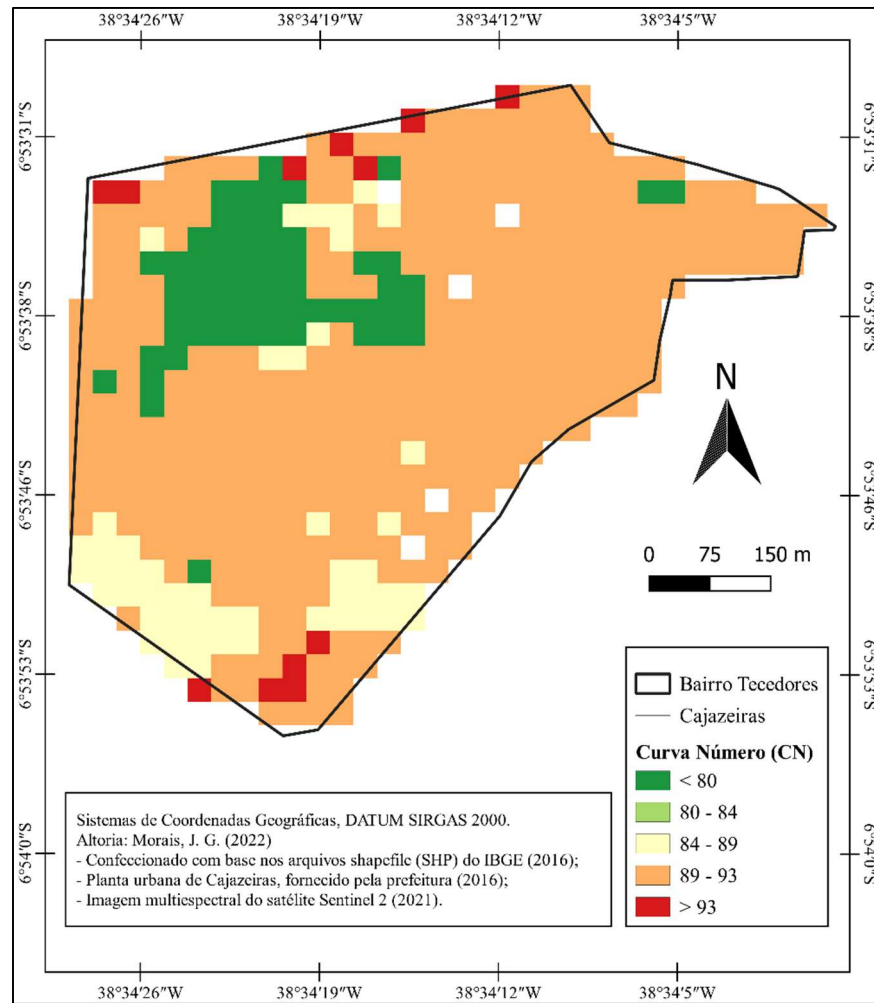 38°34′26″W 38°34′19″W 38°34′12″W 38°34′5″W
6°53′31″S 6°53′31″S
6°53′38″S 6°53′38″S
N
6°53′46″S 6°53′46″S
0 75 150 m
6°53′53″S 6°53′53″S
Bairro Tecedores
Cajazeiras
Curva Número (CN)
< 80
80 - 84
84 - 89
89 - 93
> 93
Sistemas de Coordenadas Geográficas, DATUM SIRGAS 2000.
Altoria: Morais, J. G. (2022)
- Confeccionado com base nos arquivos shapefile (SHP) do IBGE (2016);
- Planta urbana de Cajazeiras, fornecido pela prefeitura (2016);
- Imagem multiespectral do satélite Sentinel 2 (2021).
6°54′0″S 6°54′0″S
38°34′26″W 38°34′19″W 38°34′12″W 38°34′5″W